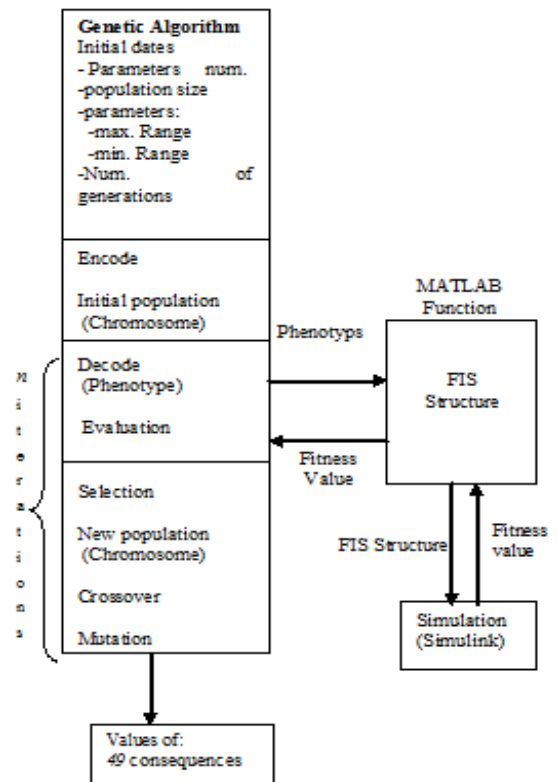 Genetic Algorithm
Initial dates
- Parameters num.
-population size
-parameters:
-max. Range
-min. Range
-Num. of
generations
Encode
Initial population
(Chromosome)
Decode
(Phenotype)
Evaluation
Selection
New population
(Chromosome)
Crossover
Mutation
n iterations
Phenotyps
Fitness
Value
MATLAB
Function
FIS
Structure
FIS Structure
Fitness
value
Simulation
(Simulink)
Values of:
49 consequences